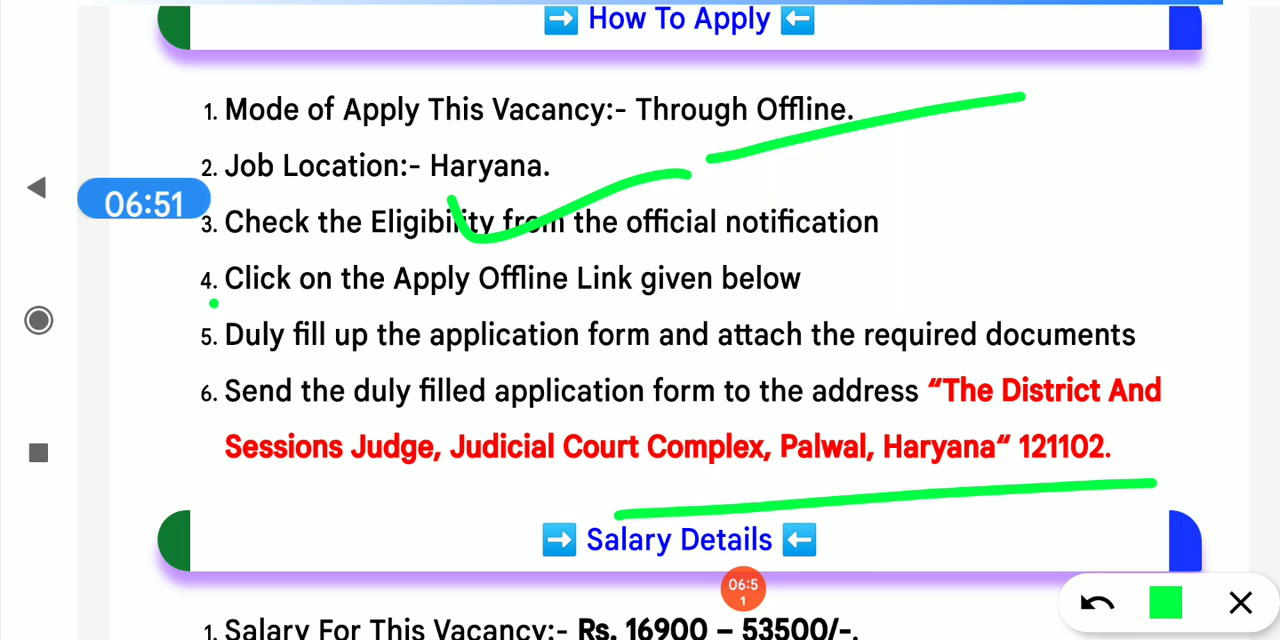 ➡ How To Apply ⬅
1. Mode of Apply This Vacancy:- Through Offline.
2. Job Location:- Haryana.
06:51
3. Check the Eligibility from the official notification
4. Click on the Apply Offline Link given below
5. Duly fill up the application form and attach the required documents
6. Send the duly filled application form to the address “The District And
Sessions Judge, Judicial Court Complex, Palwal, Haryana“ 121102.
➡ Salary Details ⬅
06:5
1
1. Salary For This Vacancy:- Rs. 16900 – 53500/-.